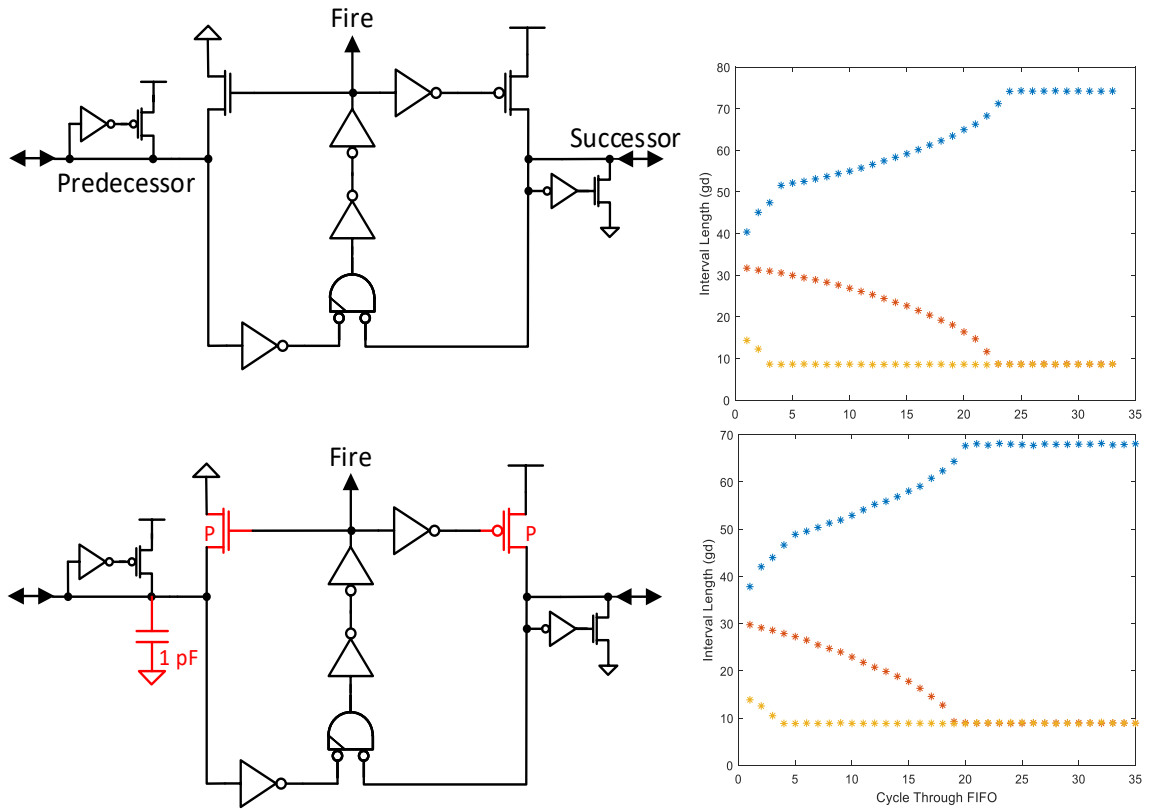 Fire
Predecessor
Successor
80
70
60
50
40
30
20
10
0
Interval Length (gd)
0 5 10 15 20 25 30 35
Fire
P
P
1 pF
70
60
50
40
30
20
10
0
Interval Length (gd)
0 5 10 15 20 25 30 35
Cycle Through FIFO